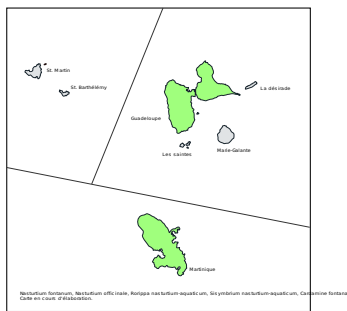 St. Martin
St. Barthélémy
La désirade
Guadeloupe
Les saintes
Marie-Galante
Martinique
Nasturtium fontanum, Nasturtium officinale, Rorippa nasturtium-aquaticum, Sisymbrium nasturtium-aquaticum, Cardamine fontana
Carte en cours d'élaboration.